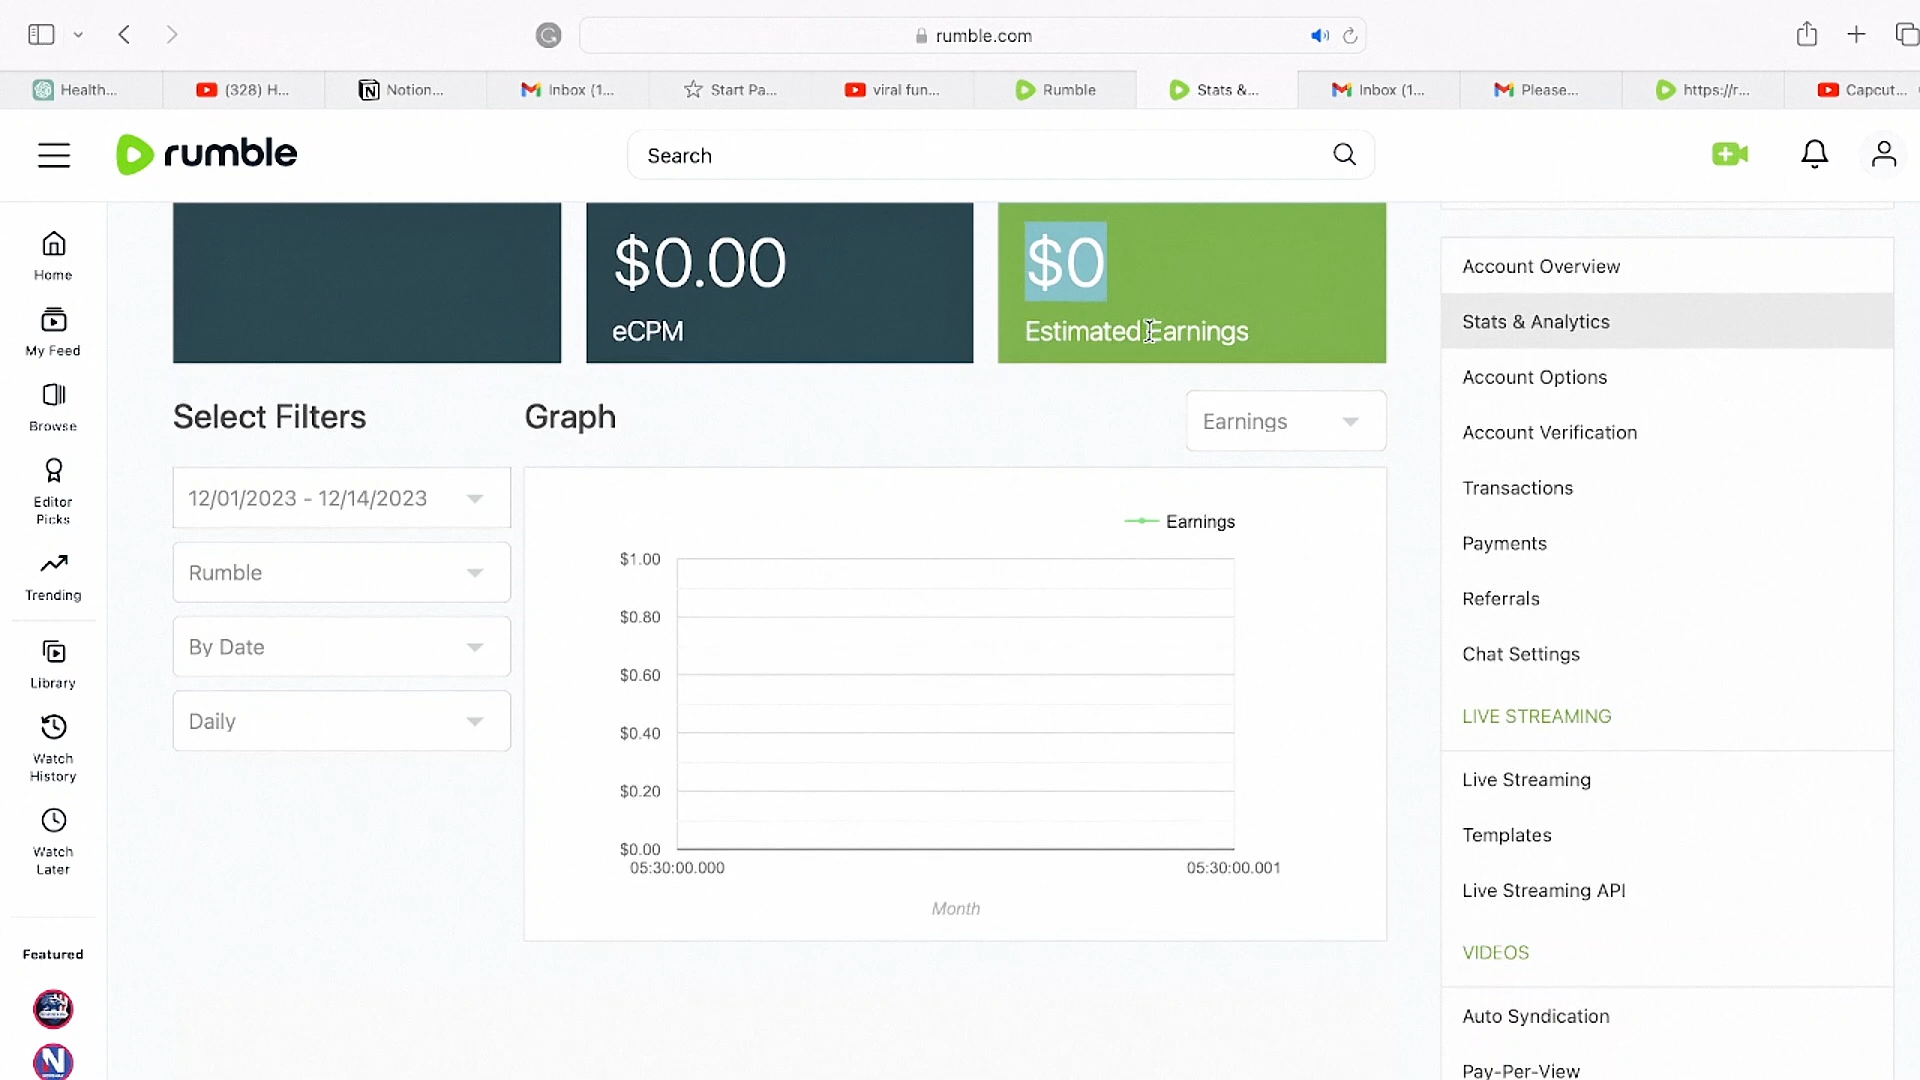 rumble.com
Health...
(328) H...
Notion...
Inbox (1...
Start Pa...
viral fun...
Rumble
Stats &...
Inbox (1...
Please...
https://r...
Capcut...
rumble
Search
Home
My Feed
Browse
Editor
Picks
Trending
Library
Watch
History
Watch
Later
Featured
$0.00
eCPM
$0
Estimated Earnings
Select Filters
12/01/2023 - 12/14/2023
Rumble
By Date
Daily
Graph
Earnings
Earnings
$1.00
$0.80
$0.60
$0.40
$0.20
$0.00
05:30:00.000
05:30:00.001
Month
Account Overview
Stats & Analytics
Account Options
Account Verification
Transactions
Payments
Referrals
Chat Settings
LIVE STREAMING
Live Streaming
Templates
Live Streaming API
VIDEOS
Auto Syndication
Pay-Per-View